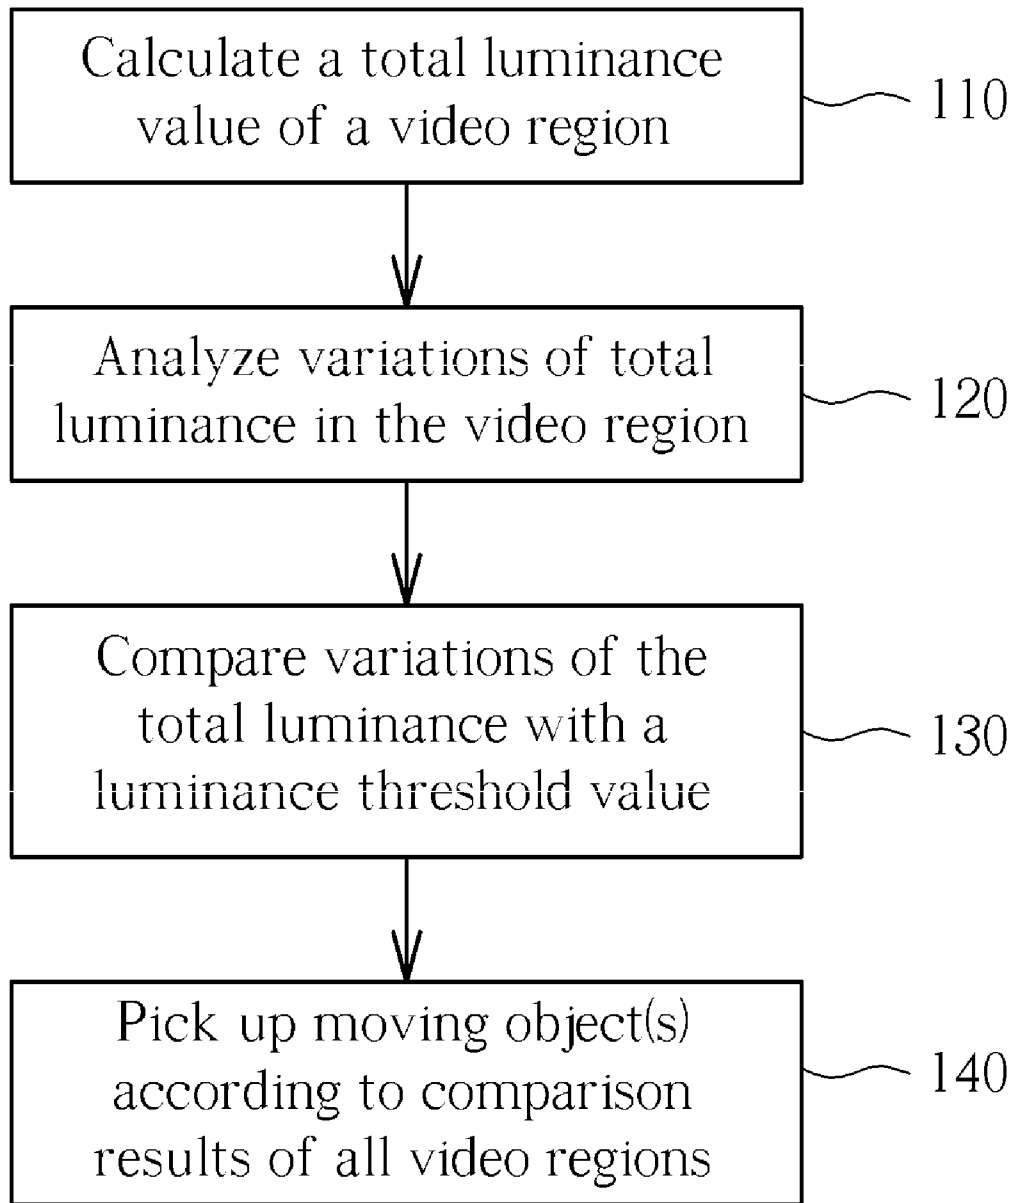 Calculate a total luminance
value of a video region
110
Analyze variations of total
luminance in the video region
120
Compare variations of the
total luminance with a
luminance threshold value
130
Pick up moving object(s)
according to comparison
results of all video regions
140